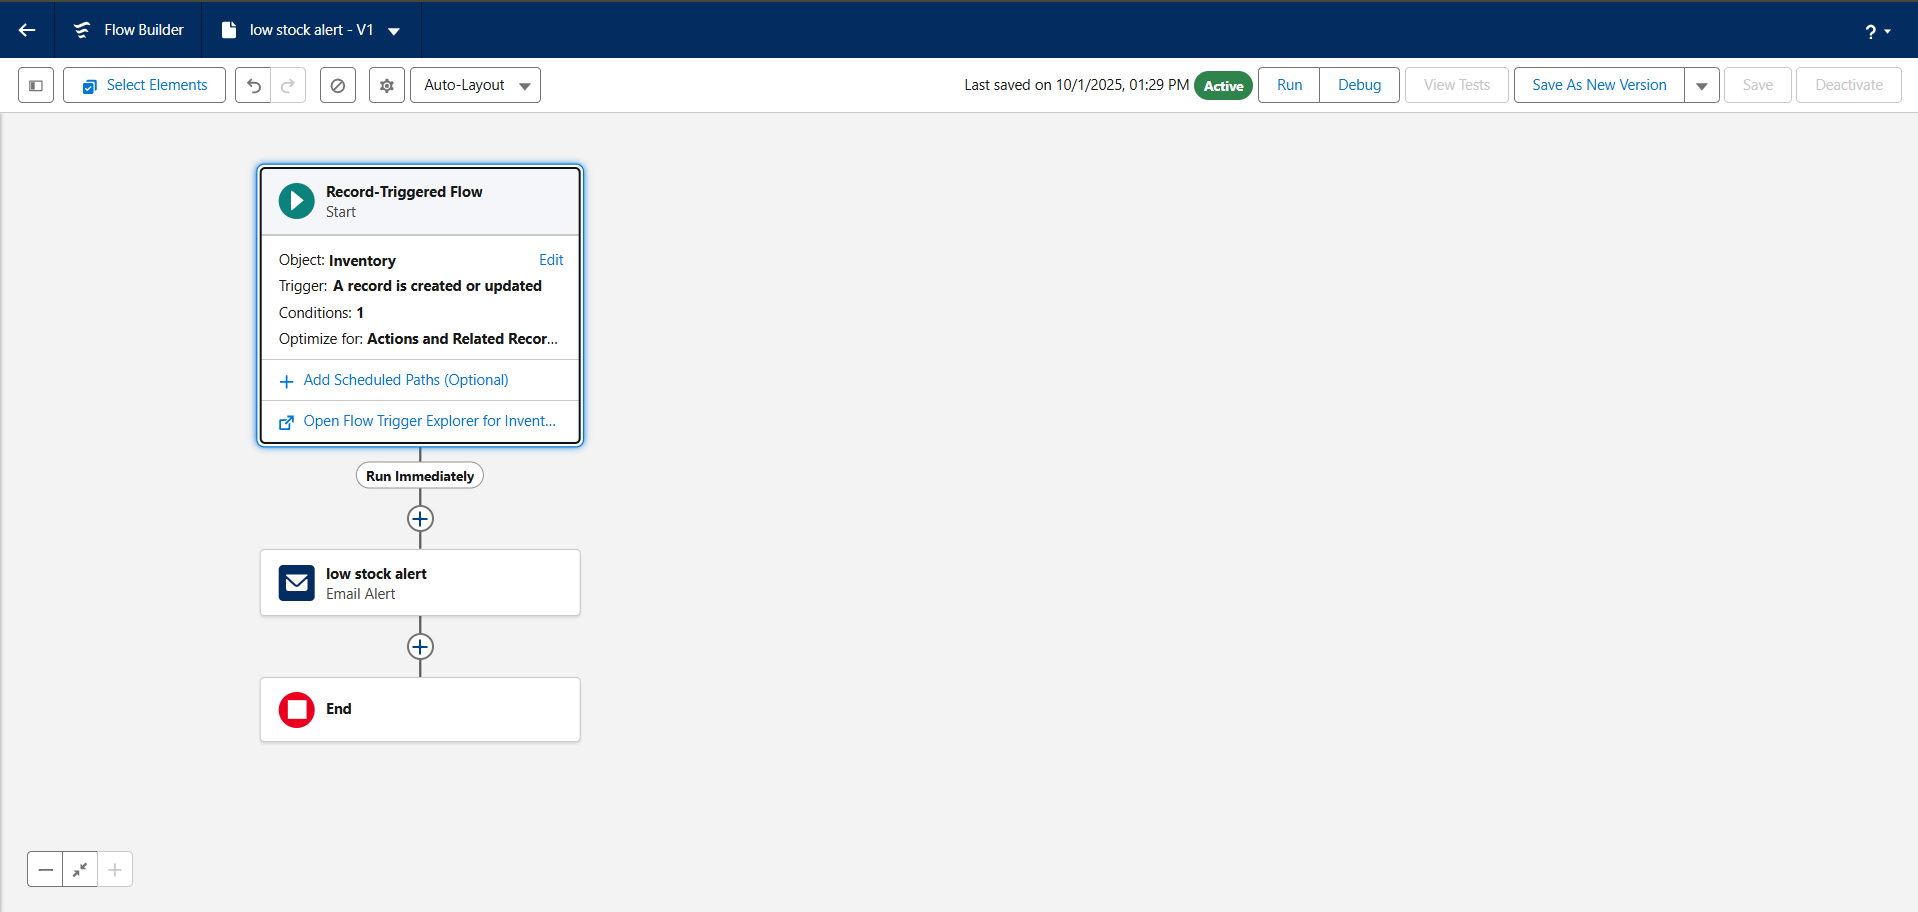 Flow Builder
low stock alert - V1
?
Select Elements
Auto-Layout
Last saved on 10/1/2025, 01:29 PM
Active
Run
Debug
View Tests
Save As New Version
Save
Deactivate
Record-Triggered Flow
Start
Object: Inventory
Edit
Trigger: A record is created or updated
Conditions: 1
Optimize for: Actions and Related Recor...
Add Scheduled Paths (Optional)
Open Flow Trigger Explorer for Invent...
Run Immediately
low stock alert
Email Alert
End